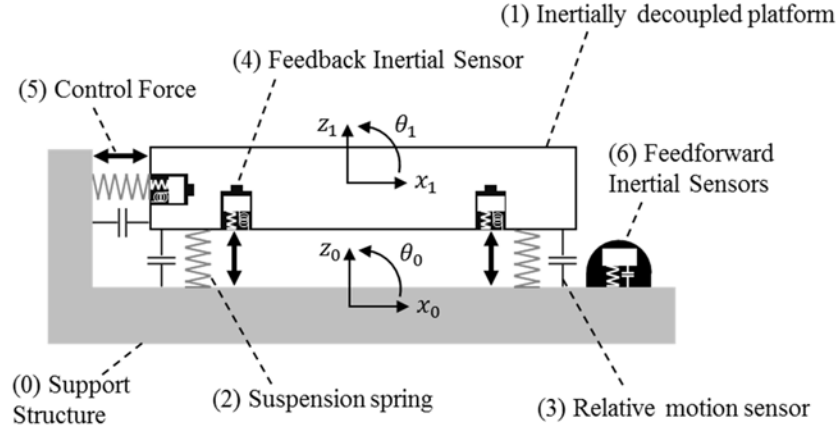 (1) Inertially decoupled platform
(4) Feedback Inertial Sensor
(5) Control Force
z₁
θ₁
x₁
(6) Feedforward
Inertial Sensors
z₀
θ₀
x₀
(0) Support
Structure
(2) Suspension spring
(3) Relative motion sensor